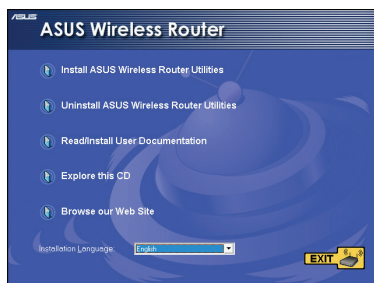 ASUS
ASUS Wireless Router
Install ASUS Wireless Router Utilities
Uninstall ASUS Wireless Router Utilities
Read/Install User Documentation
Explore this CD
Browse our Web Site
Installation Language: English
EXIT